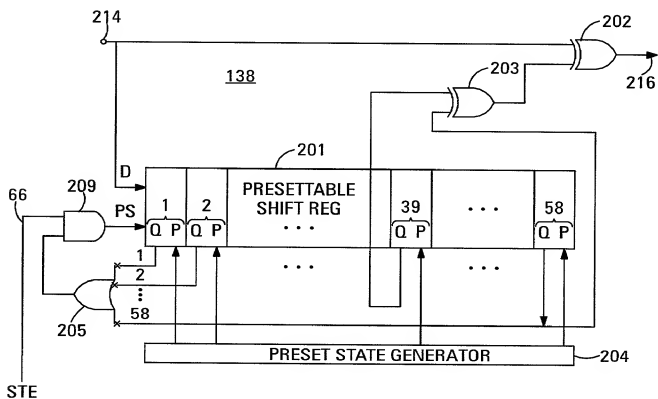 214
202
203
138
216
201
D
209
66
PS
1
2
PRESETTABLE
SHIFT REG
39
• • •
58
Q P
Q P
• • •
Q P
Q P
1
2
58
• • •
• • •
205
PRESET STATE GENERATOR
204
STE